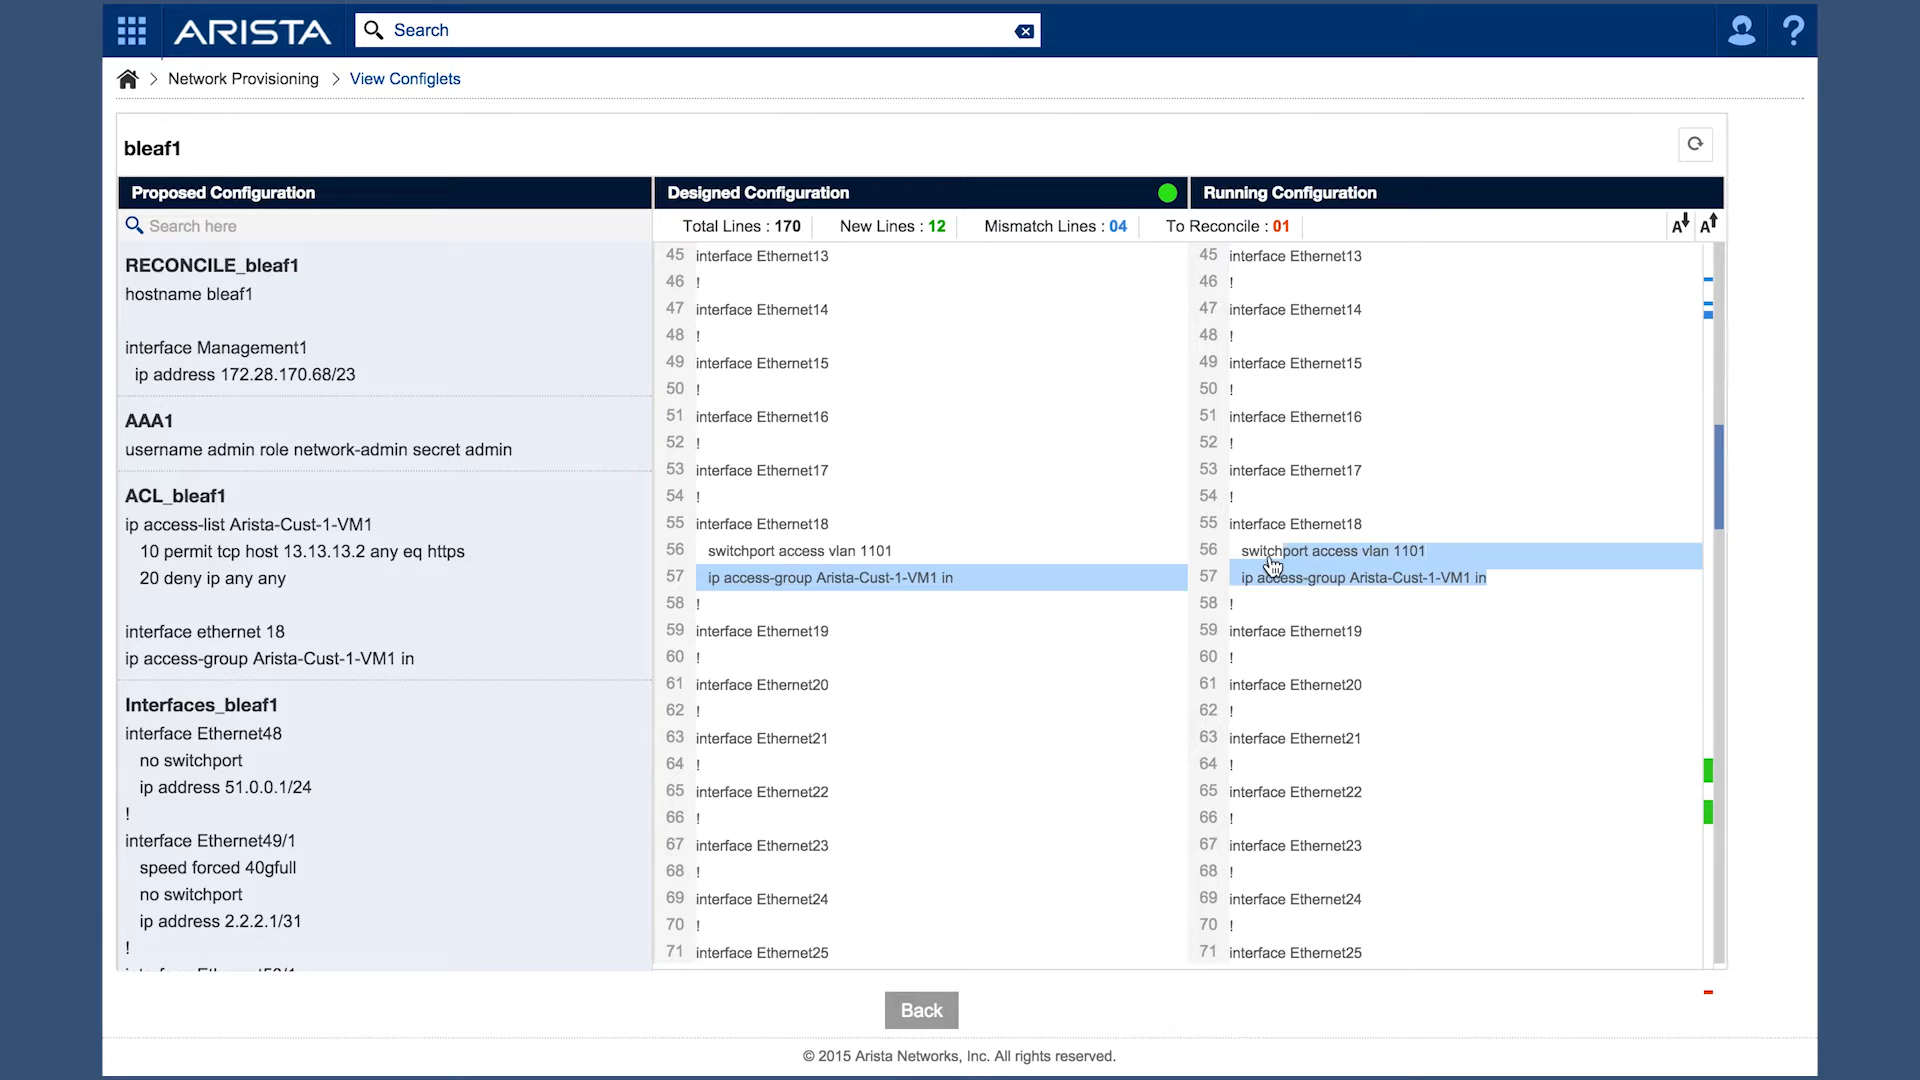 ARISTA
Search
Network Provisioning > View Configlets
bleaf1
Proposed Configuration
Search here
RECONCILE_bleaf1
hostname bleaf1
interface Management1
ip address 172.28.170.68/23
AAA1
username admin role network-admin secret admin
ACL_bleaf1
ip access-list Arista-Cust-1-VM1
10 permit tcp host 13.13.13.2 any eq https
20 deny ip any any
interface ethernet 18
ip access-group Arista-Cust-1-VM1 in
Interfaces_bleaf1
interface Ethernet48
no switchport
ip address 51.0.0.1/24
!
interface Ethernet49/1
speed forced 40gfull
no switchport
ip address 2.2.2.1/31
!
Designed Configuration
Running Configuration
Total Lines : 170
New Lines : 12
Mismatch Lines : 04
To Reconcile : 01
45 interface Ethernet13
46 !
47 interface Ethernet14
48 !
49 interface Ethernet15
50 !
51 interface Ethernet16
52 !
53 interface Ethernet17
54 !
55 interface Ethernet18
56 switchport access vlan 1101
57 ip access-group Arista-Cust-1-VM1 in
58 !
59 interface Ethernet19
60 !
61 interface Ethernet20
62 !
63 interface Ethernet21
64 !
65 interface Ethernet22
66 !
67 interface Ethernet23
68 !
69 interface Ethernet24
70 !
71 interface Ethernet25
45 interface Ethernet13
46 !
47 interface Ethernet14
48 !
49 interface Ethernet15
50 !
51 interface Ethernet16
52 !
53 interface Ethernet17
54 !
55 interface Ethernet18
56 switchport access vlan 1101
57 ip access-group Arista-Cust-1-VM1 in
58 !
59 interface Ethernet19
60 !
61 interface Ethernet20
62 !
63 interface Ethernet21
64 !
65 interface Ethernet22
66 !
67 interface Ethernet23
68 !
69 interface Ethernet24
70 !
71 interface Ethernet25
Back
© 2015 Arista Networks, Inc. All rights reserved.